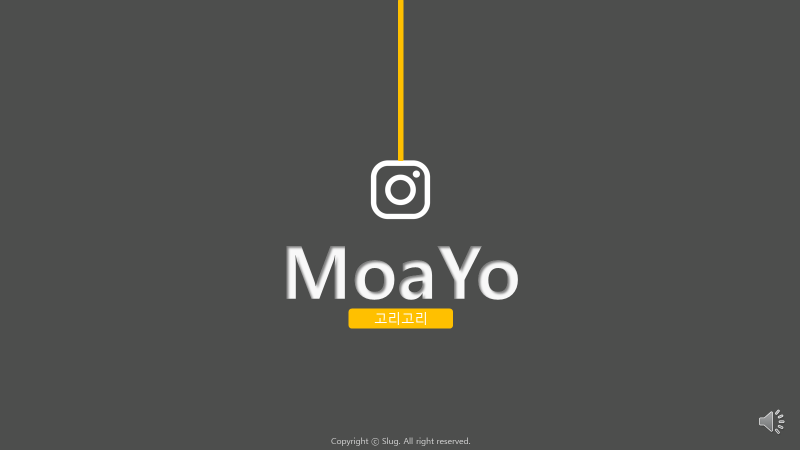 MoaYo
고리고리
Copyright ⓒ Slug. All right reserved.